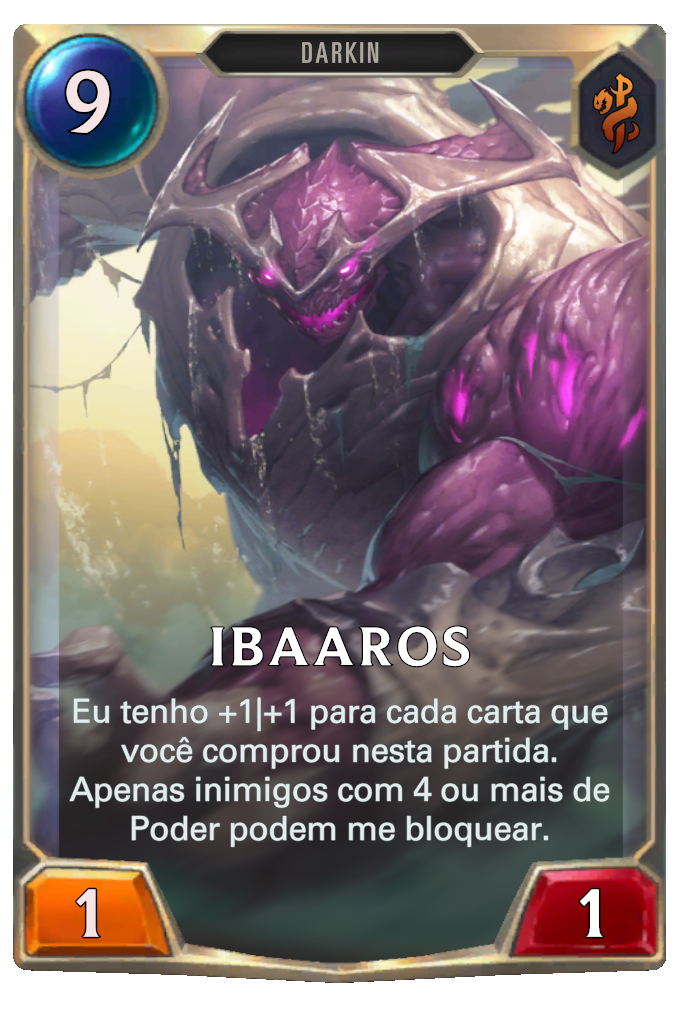 DARKIN
9
IBAAROS
Eu tenho +1|+1 para cada carta que
você comprou nesta partida.
Apenas inimigos com 4 ou mais de
Poder podem me bloquear.
1
1